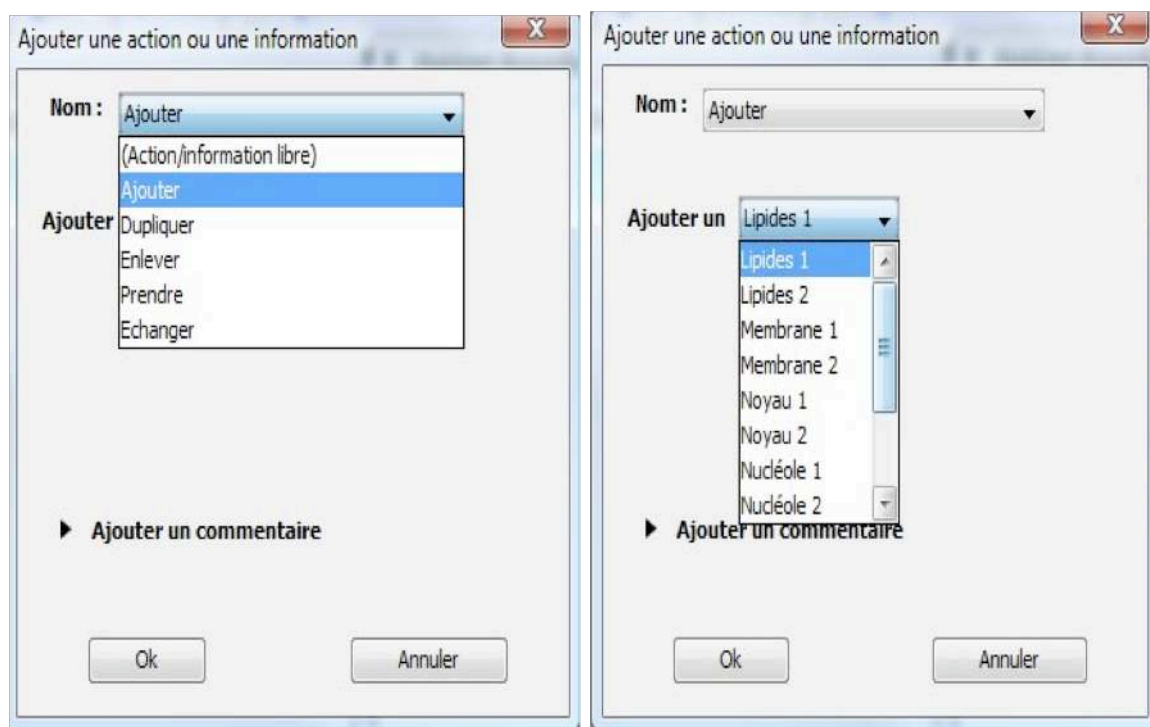 Ajouter une action ou une information
X
Nom :
Ajouter
(Action/information libre)
Ajouter
Ajouter
Dupliquer
Enlever
Prendre
Echanger
Ajouter un commentaire
Ok
Annuler
Ajouter une action ou une information
X
Nom :
Ajouter
Ajouter un
Lipides 1
Lipides 1
Lipides 2
Membrane 1
Membrane 2
Noyau 1
Noyau 2
Nucléole 1
Nucléole 2
Ajouter un commentaire
Ok
Annuler